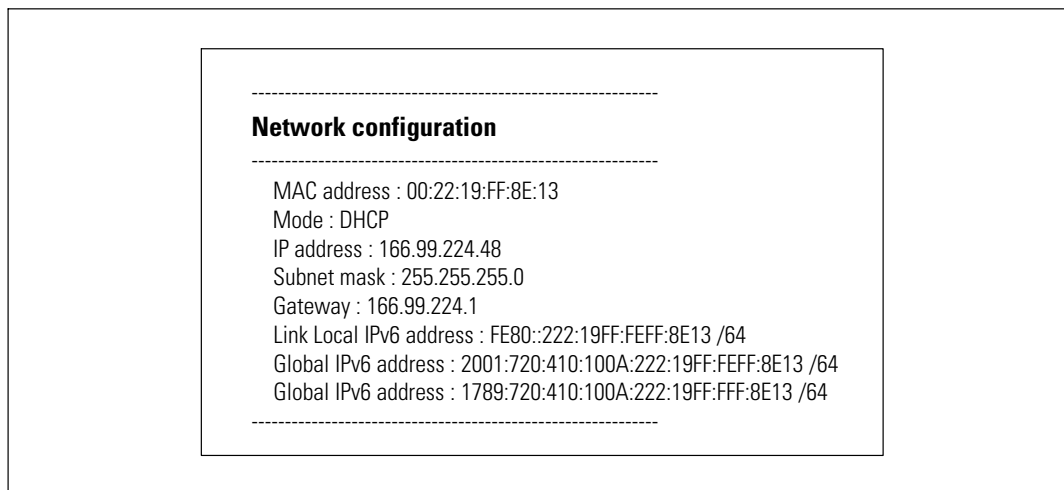 -------------------------------------------------------------
Network configuration
-------------------------------------------------------------
MAC address : 00:22:19:FF:8E:13
Mode : DHCP
IP address : 166.99.224.48
Subnet mask : 255.255.255.0
Gateway : 166.99.224.1
Link Local IPv6 address : FE80::222:19FF:FEFF:8E13 /64
Global IPv6 address : 2001:720:410:100A:222:19FF:FEFF:8E13 /64
Global IPv6 address : 1789:720:410:100A:222:19FF:FFF:8E13 /64
-------------------------------------------------------------